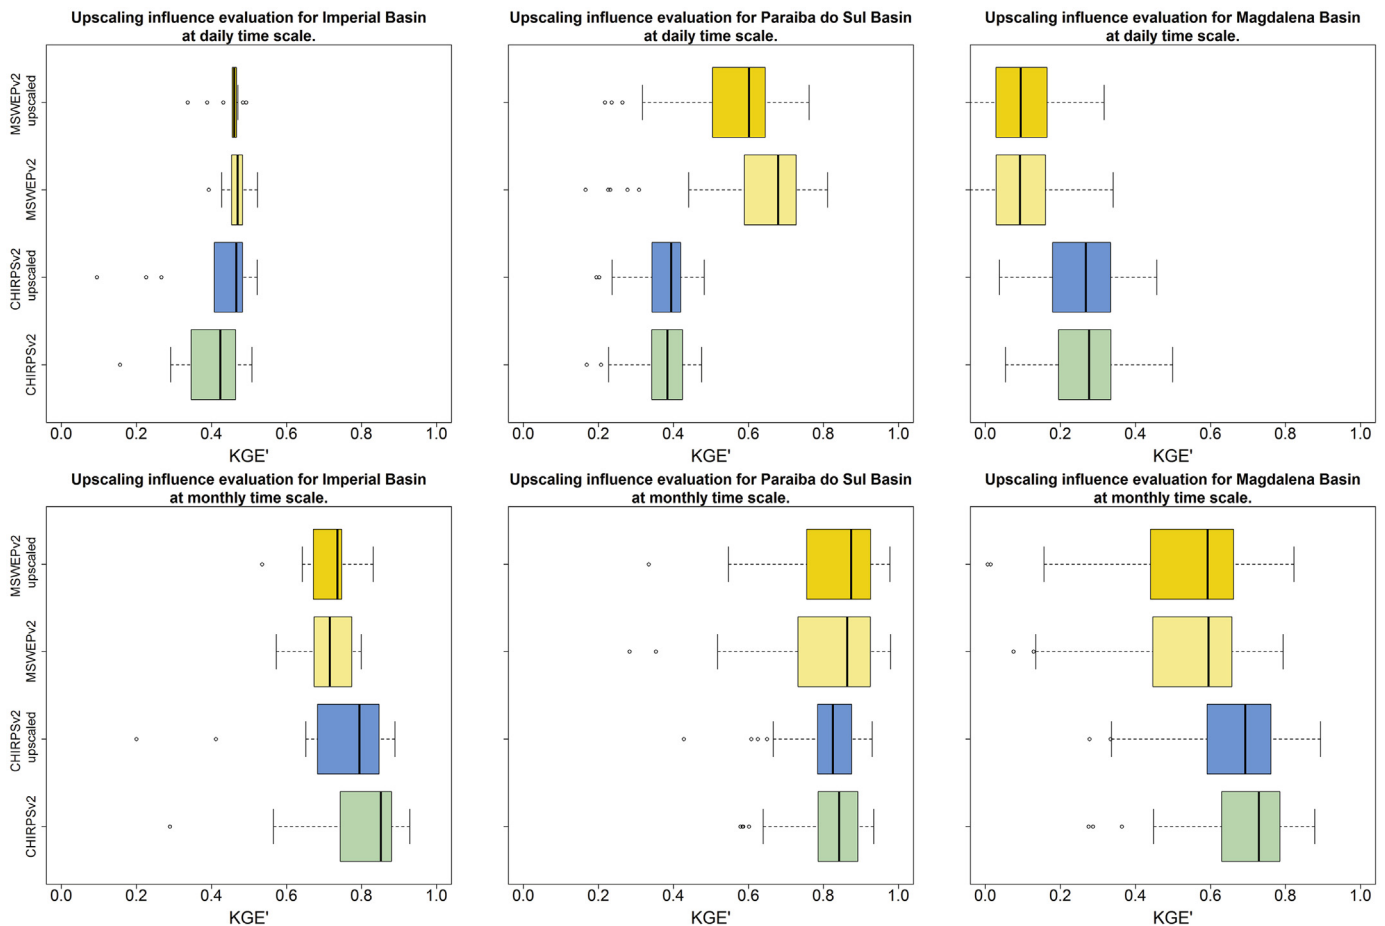 Upscaling influence evaluation for Imperial Basin
at daily time scale.
MSWEPv2
upscaled
MSWEPv2
CHIRPSv2
upscaled
CHIRPSv2
0.0 0.2 0.4 0.6 0.8 1.0
KGE'
Upscaling influence evaluation for Paraiba do Sul Basin
at daily time scale.
0.0 0.2 0.4 0.6 0.8 1.0
KGE'
Upscaling influence evaluation for Magdalena Basin
at daily time scale.
0.0 0.2 0.4 0.6 0.8 1.0
KGE'
Upscaling influence evaluation for Imperial Basin
at monthly time scale.
MSWEPv2
upscaled
MSWEPv2
CHIRPSv2
upscaled
CHIRPSv2
0.0 0.2 0.4 0.6 0.8 1.0
KGE'
Upscaling influence evaluation for Paraiba do Sul Basin
at monthly time scale.
0.0 0.2 0.4 0.6 0.8 1.0
KGE'
Upscaling influence evaluation for Magdalena Basin
at monthly time scale.
0.0 0.2 0.4 0.6 0.8 1.0
KGE'